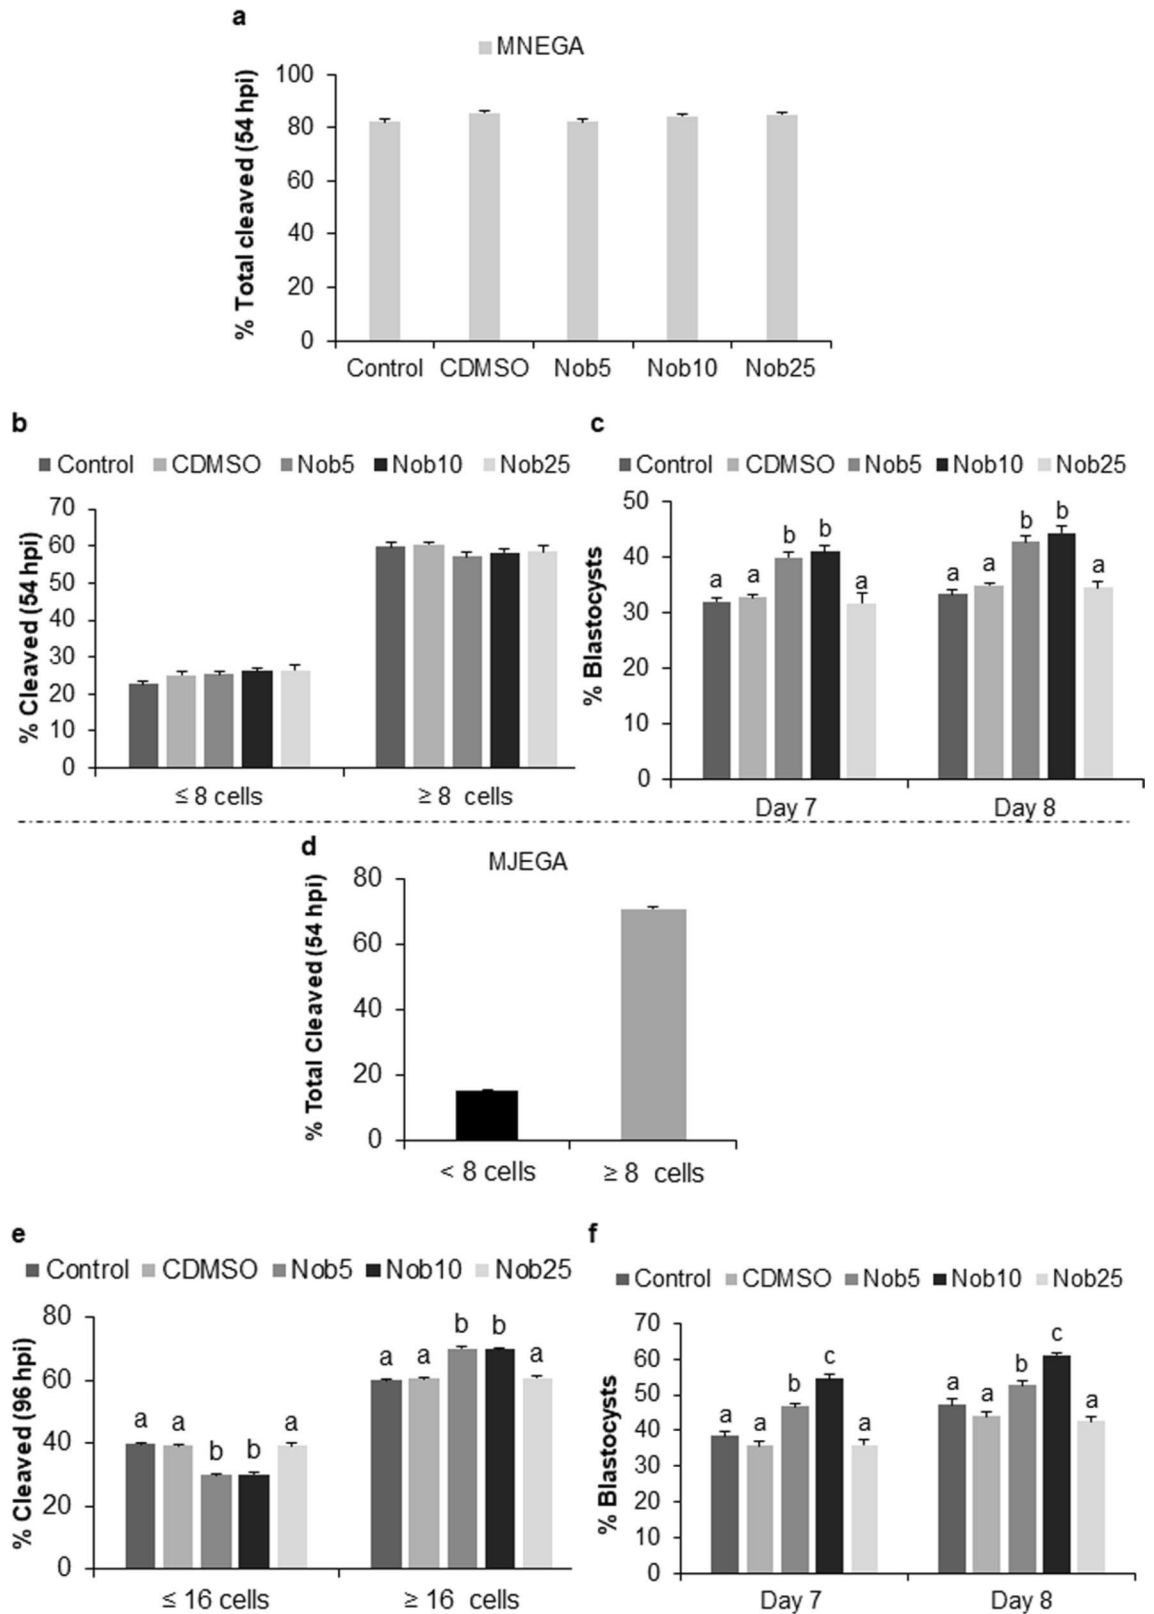 a
MNEGA
% Total cleaved (54 hpi)
100
80
60
40
20
0
Control CDMSO Nob5 Nob10 Nob25
b
Control CDMSO Nob5 Nob10 Nob25
% Cleaved (54 hpi)
70
60
50
40
30
20
10
0
≤ 8 cells ≥ 8 cells
c
Control CDMSO Nob5 Nob10 Nob25
% Blastocysts
50
40
30
20
10
0
a a b b a
a a b b a
Day 7 Day 8
d
MJEGA
% Total Cleaved (54 hpi)
80
60
40
20
0
< 8 cells ≥ 8 cells
e
Control CDMSO Nob5 Nob10 Nob25
% Cleaved (96 hpi)
80
60
40
20
0
a a b b a
a a b b a
≤ 16 cells ≥ 16 cells
f
Control CDMSO Nob5 Nob10 Nob25
% Blastocysts
70
60
50
40
30
20
10
0
a a b c a
a a b c a
Day 7 Day 8